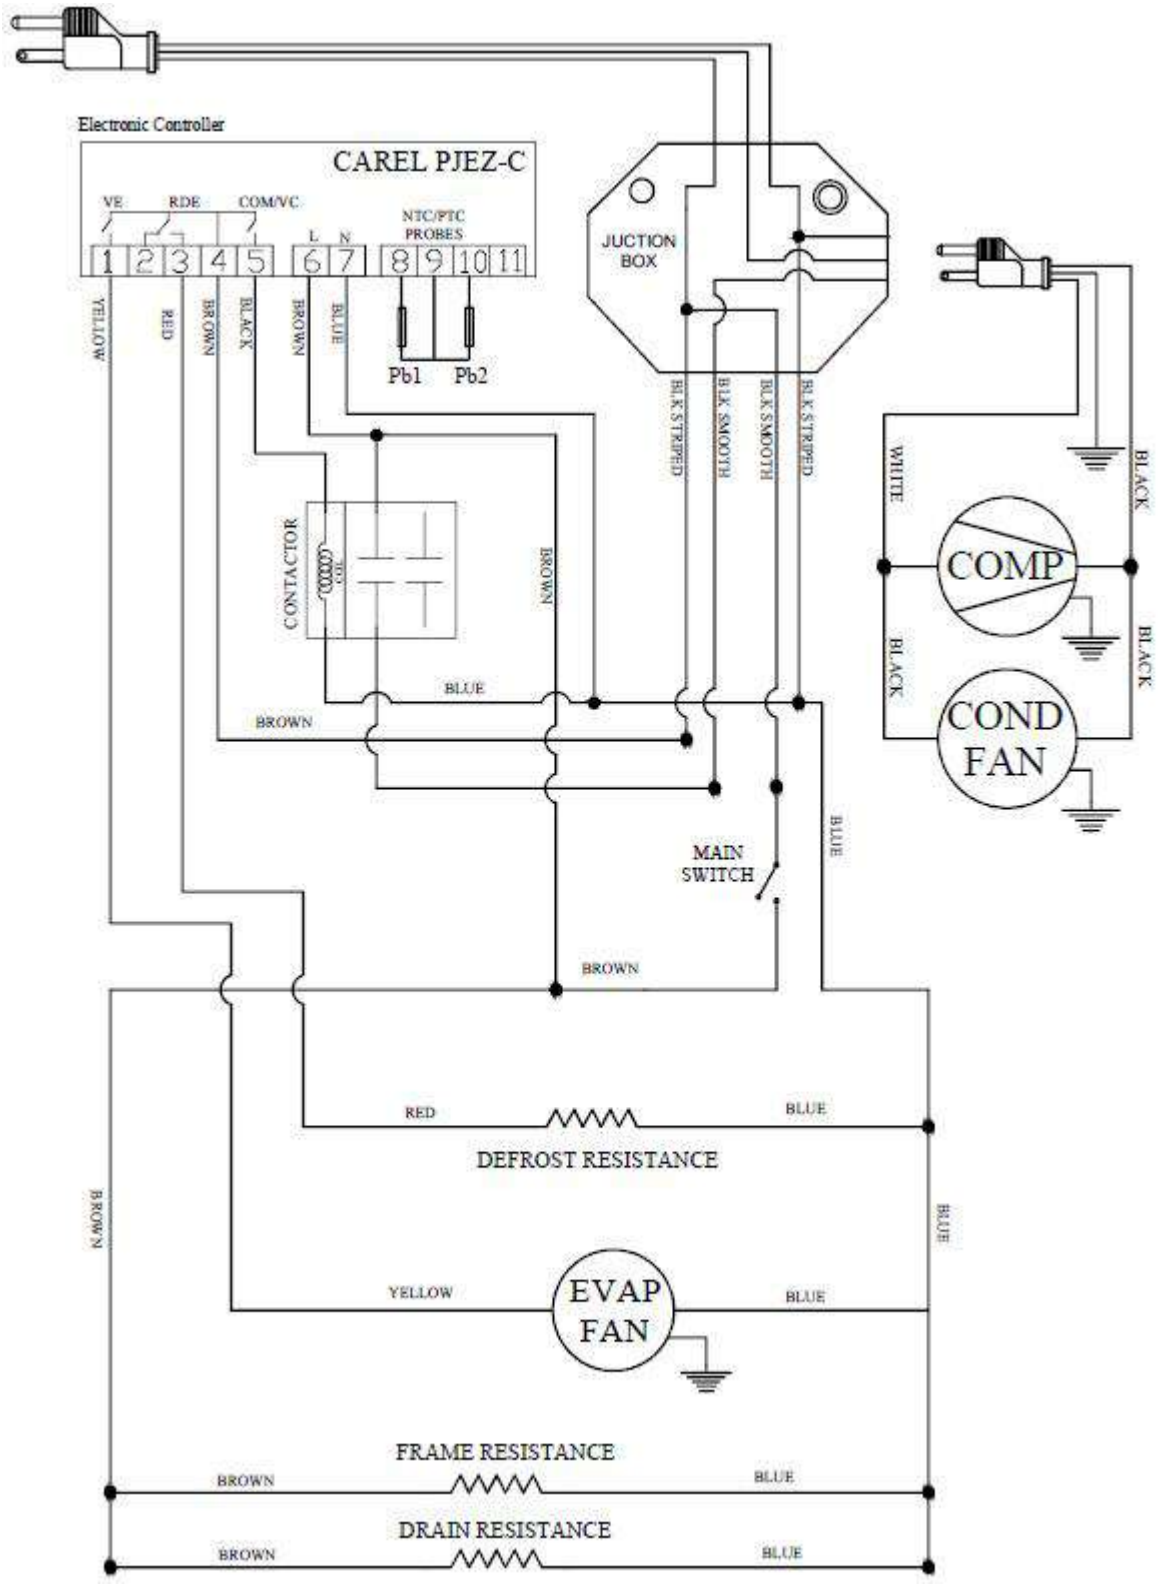 Electronic Controller
CAREL PJEZ-C
VE RDE COM/VC
L N
NTC/PTC
PROBES
1 2 3 4 5 6 7 8 9 10 11
JUCTION
BOX
YELLOW
RED
BROWN
BLACK
BROWN
BLUE
Pb1 Pb2
BLK STRIPED
BLK SMOOTH
BLK SMOOTH
BLK STRIPED
WHITE
BLACK
CONTACTOR
COIL
BROWN
COMP
BLACK
BLACK
BLUE
BROWN
COND
FAN
BLUE
MAIN
SWITCH
BROWN
RED
BLUE
DEFROST RESISTANCE
BROWN
BLUE
YELLOW
EVAP
FAN
BLUE
FRAME RESISTANCE
BROWN
BLUE
DRAIN RESISTANCE
BROWN
BLUE